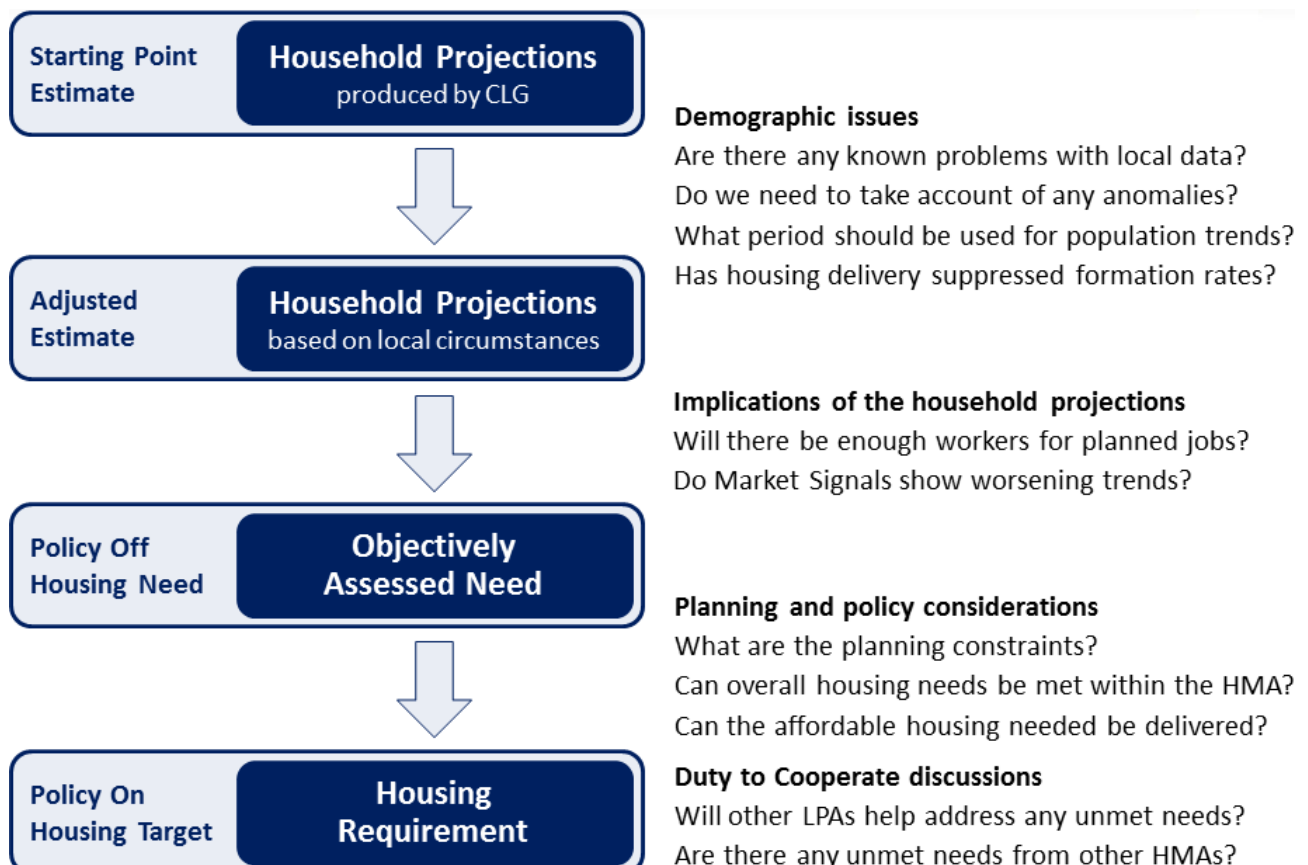 Starting Point
Estimate
Household Projections
produced by CLG
Demographic issues
Are there any known problems with local data?
Do we need to take account of any anomalies?
What period should be used for population trends?
Has housing delivery suppressed formation rates?
Adjusted
Estimate
Household Projections
based on local circumstances
Implications of the household projections
Will there be enough workers for planned jobs?
Do Market Signals show worsening trends?
Policy Off
Housing Need
Objectively
Assessed Need
Planning and policy considerations
What are the planning constraints?
Can overall housing needs be met within the HMA?
Can the affordable housing needed be delivered?
Policy On
Housing Target
Housing
Requirement
Duty to Cooperate discussions
Will other LPAs help address any unmet needs?
Are there any unmet needs from other HMAs?